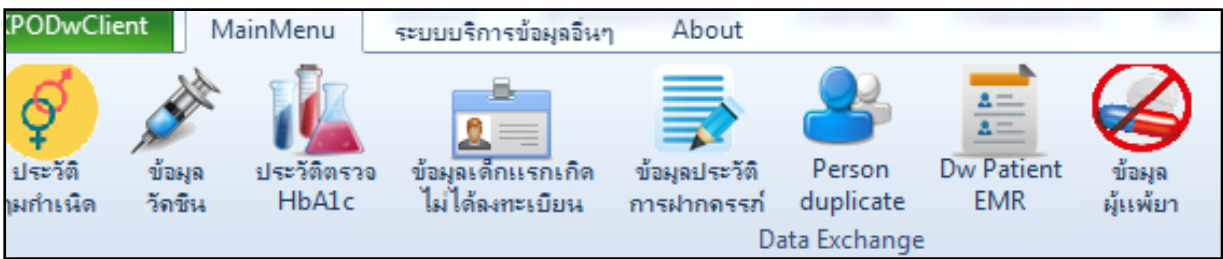 XPODwClient MainMenu ระบบบริการข้อมูลอื่นๆ About
ประวัติ ข้อมูล ประวัติตรวจ ข้อมูลเด็กแรกเกิด ข้อมูลประวัติ Person Dw Patient ข้อมูล
ุมกำเนิด วัคซีน HbA1c ไม่ได้ลงทะเบียน การฝากครรภ์ duplicate EMR ผู้แพ้ยา
Data Exchange